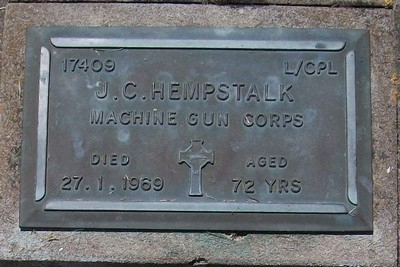 17409 L/CPL
J.C.HEMPSTALK
MACHINE GUN CORPS
DIED AGED
27.1.1969 72 YRS